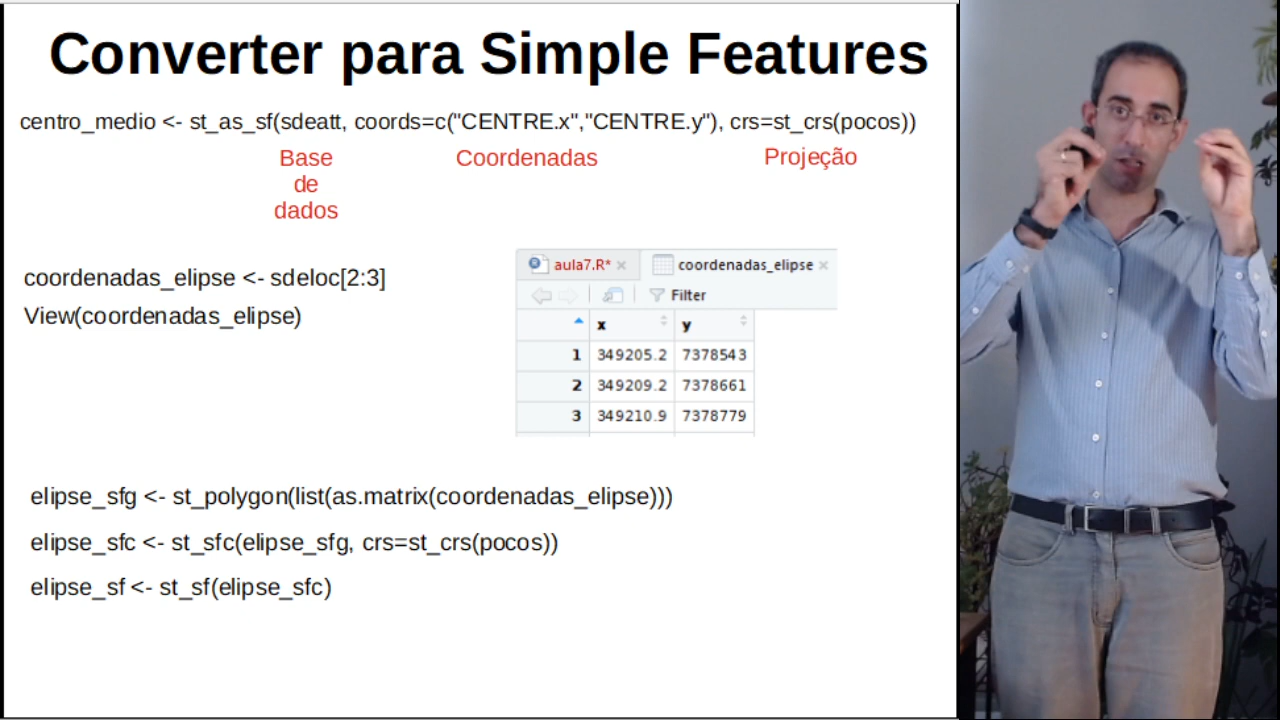 Converter para Simple Features
centro_medio <- st_as_sf(sdeatt, coords=c("CENTRE.x","CENTRE.y"), crs=st_crs(pocos))
Base
de
dados
Coordenadas
Projeção
coordenadas_elipse <- sdeloc[2:3]
View(coordenadas_elipse)
aula7.R* × coordenadas_elipse ×
Filter
x y
1 349205.2 7378543
2 349209.2 7378661
3 349210.9 7378779
elipse_sfg <- st_polygon(list(as.matrix(coordenadas_elipse)))
elipse_sfc <- st_sfc(elipse_sfg, crs=st_crs(pocos))
elipse_sf <- st_sf(elipse_sfc)